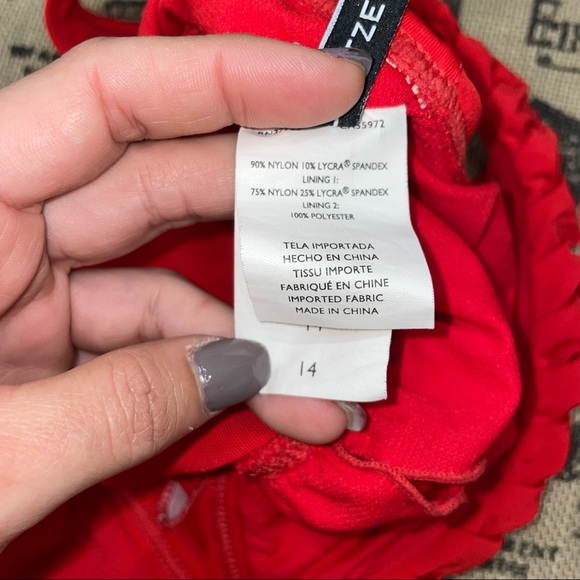 TZE
90% NYLON 10% LYCRA® SPANDEX
LINING 1:
75% NYLON 25% LYCRA® SPANDEX
LINING 2:
100% POLYESTER
TELA IMPORTADA
HECHO EN CHINA
TISSU IMPORTE
FABRIQUÉ EN CHINE
IMPORTED FABRIC
MADE IN CHINA
14